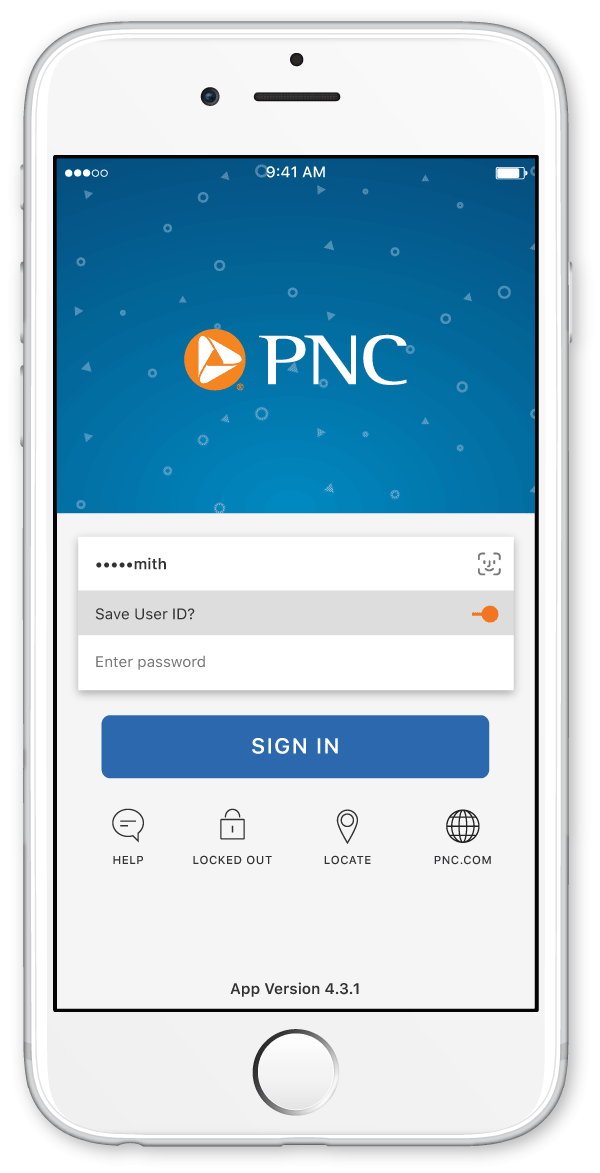 9:41 AM
PNC
®
•••••mith
Save User ID?
Enter password
SIGN IN
HELP
LOCKED OUT
LOCATE
PNC.COM
App Version 4.3.1